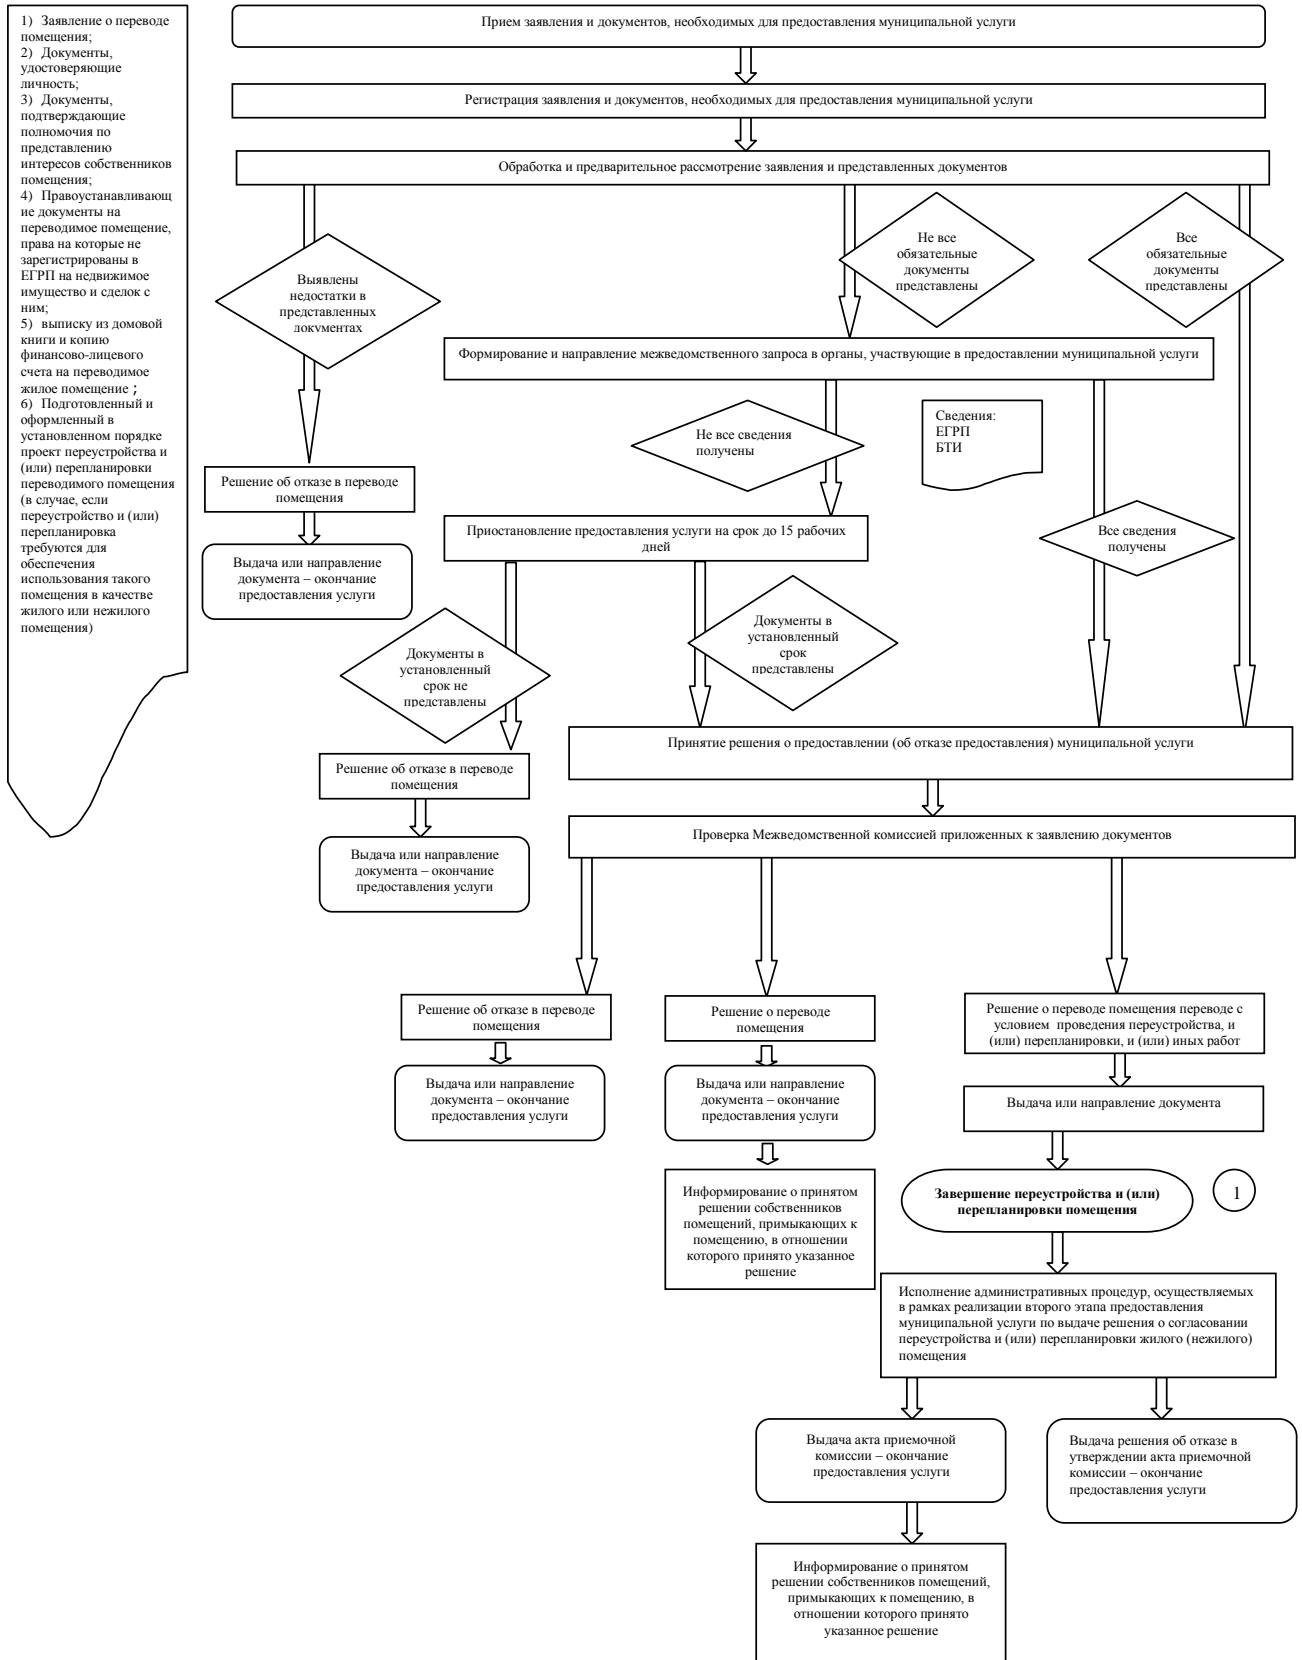 1) Заявление о переводе
помещения;
2) Документы,
удостоверяющие
личность;
3) Документы,
подтверждающие
полномочия по
представлению
интересов собственников
помещения;
4) Правоустанавливающ
ие документы на
переводимое помещение,
права на которые не
зарегистрированы в
ЕГРП на недвижимое
имущество и сделок с
ним;
5) выписку из домовой
книги и копию
финансово-лицевого
счета на переводимое
жилое помещение ;
6) Подготовленный и
оформленный в
установленном порядке
проект переустройства и
(или) перепланировки
переводимого помещения
(в случае, если
переустройство и (или)
перепланировка
требуются для
обеспечения
использования такого
помещения в качестве
жилого или нежилого
помещения)
Прием заявления и документов, необходимых для предоставления муниципальной услуги
Регистрация заявления и документов, необходимых для предоставления муниципальной услуги
Обработка и предварительное рассмотрение заявления и представленных документов
Выявлены
недостатки в
представленных
документах
Не все
обязательные
документы
представлены
Все
обязательные
документы
представлены
Формирование и направление межведомственного запроса в органы, участвующие в предоставлении муниципальной услуги
Не все сведения
получены
Сведения:
ЕГРП
БТИ
Решение об отказе в переводе
помещения
Приостановление предоставления услуги на срок до 15 рабочих
дней
Все сведения
получены
Выдача или направление
документа – окончание
предоставления услуги
Документы в
установленный
срок не
представлены
Документы в
установленный
срок
представлены
Принятие решения о предоставлении (об отказе предоставления) муниципальной услуги
Решение об отказе в переводе
помещения
Проверка Межведомственной комиссией приложенных к заявлению документов
Выдача или направление
документа – окончание
предоставления услуги
Решение об отказе в переводе
помещения
Решение о переводе
помещения
Решение о переводе помещения переводе с
условием проведения переустройства, и
(или) перепланировки, и (или) иных работ
Выдача или направление
документа – окончание
предоставления услуги
Выдача или направление
документа – окончание
предоставления услуги
Выдача или направление документа
Информирование о принятом
решении собственников
помещений, примыкающих к
помещению, в отношении
которого принято указанное
решение
Завершение переустройства и (или)
перепланировки помещения
1
Исполнение административных процедур, осуществляемых
в рамках реализации второго этапа предоставления
муниципальной услуги по выдаче решения о согласовании
переустройства и (или) перепланировки жилого (нежилого)
помещения
Выдача акта приемочной
комиссии – окончание
предоставления услуги
Выдача решения об отказе в
утверждении акта приемочной
комиссии – окончание
предоставления услуги
Информирование о принятом
решении собственников помещений,
примыкающих к помещению, в
отношении которого принято
указанное решение